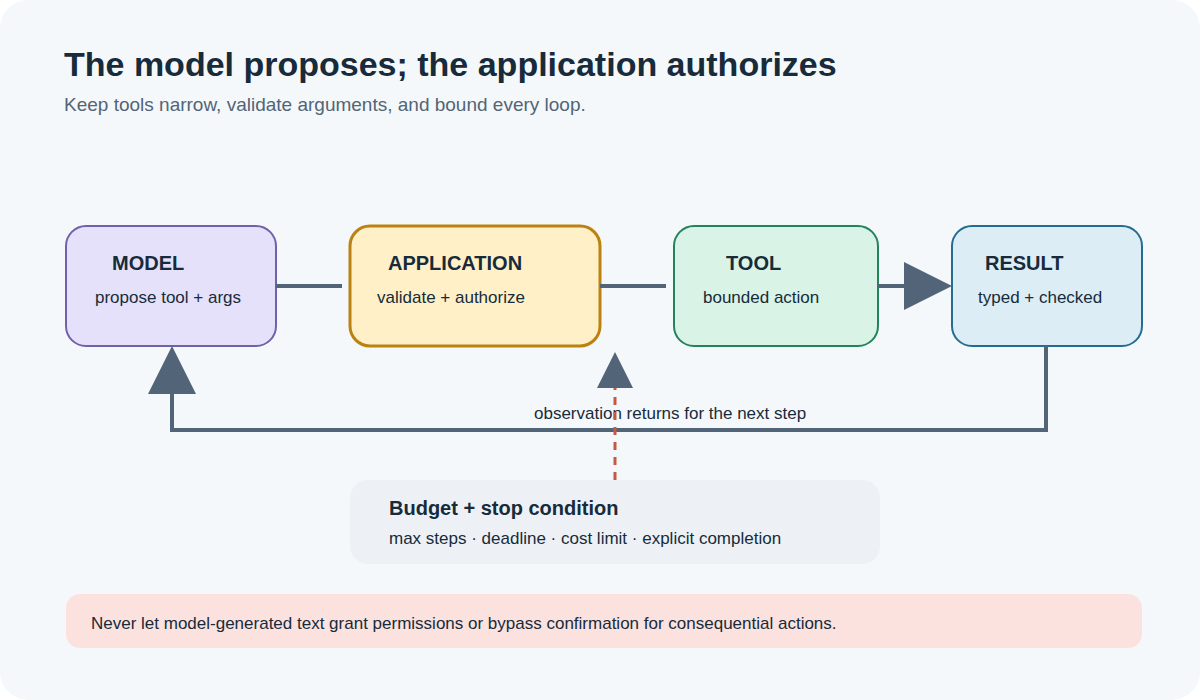 The model proposes; the application authorizes
Keep tools narrow, validate arguments, and bound every loop.
MODEL
propose tool + args
APPLICATION
validate + authorize
TOOL
bounded action
RESULT
typed + checked
observation returns for the next step
Budget + stop condition
max steps · deadline · cost limit · explicit completion
Never let model-generated text grant permissions or bypass confirmation for consequential actions.